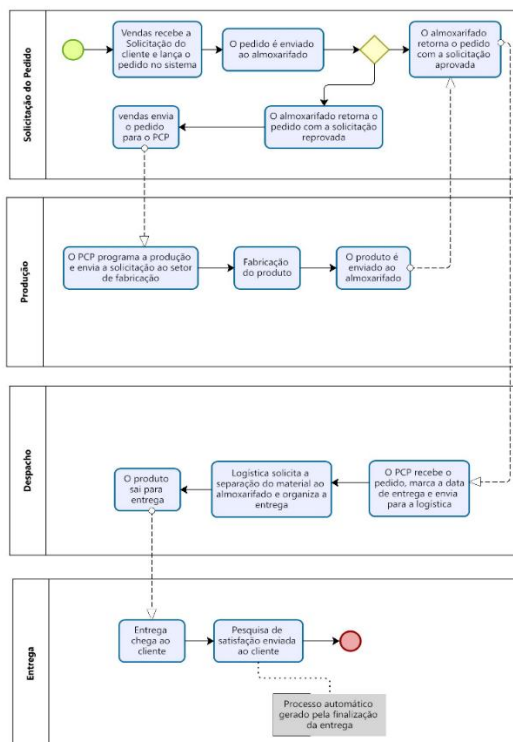 Solicitação do Pedido
Vendas recebe a
Solicitação do
cliente e lança o
pedido no sistema
O pedido é enviado
ao almoxarifado
O almoxarifado
retorna o pedido
com a solicitação
aprovada
vendas envia
o pedido
para o PCP
O almoxarifado retorna o
pedido com a solicitação
reprovada
Produção
O PCP programa a produção
e envia a solicitação ao setor
de fabricação
Fabricação
do produto
O produto é
enviado ao
almoxarifado
Despacho
O produto
sai para
entrega
Logística solicita a
separação do material ao
almoxarifado e organiza a
entrega
O PCP recebe o
pedido, marca a data
de entrega e envia
para a logística
Entrega
Entrega
chega ao
cliente
Pesquisa de
satisfação enviada
ao cliente
Processo automático
gerado pela finalização
da entrega